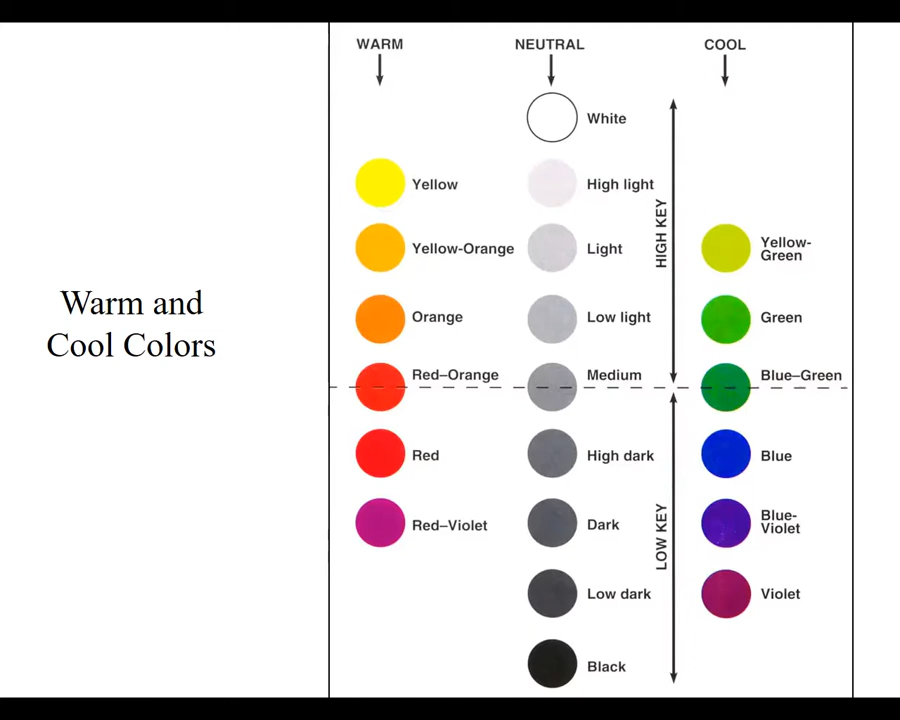 Warm and
Cool Colors
WARM
NEUTRAL
COOL
White
Yellow
High light
Yellow-Orange
Light
Yellow-
Green
HIGH KEY
Orange
Low light
Green
Red–Orange
Medium
Blue–Green
Red
High dark
Blue
Red–Violet
Dark
Blue-
Violet
LOW KEY
Low dark
Violet
Black